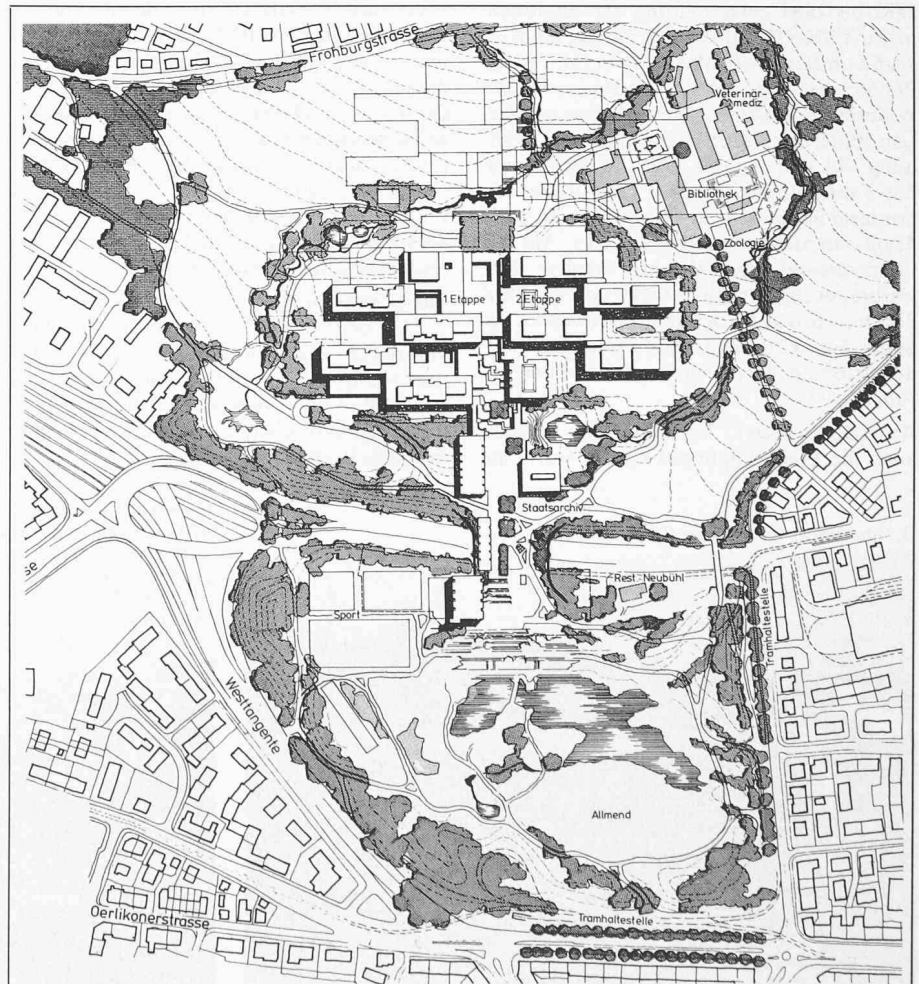 Frohburgstrasse
Veterinär-
mediz
Bibliothek
Zoologie
1 Etappe
2 Etappe
Staatsarchiv
Rest. Neubühl
Sport
Tramhaltestelle
Westtangente
Allmend
Tramhaltestelle
Oerlikonerstrasse